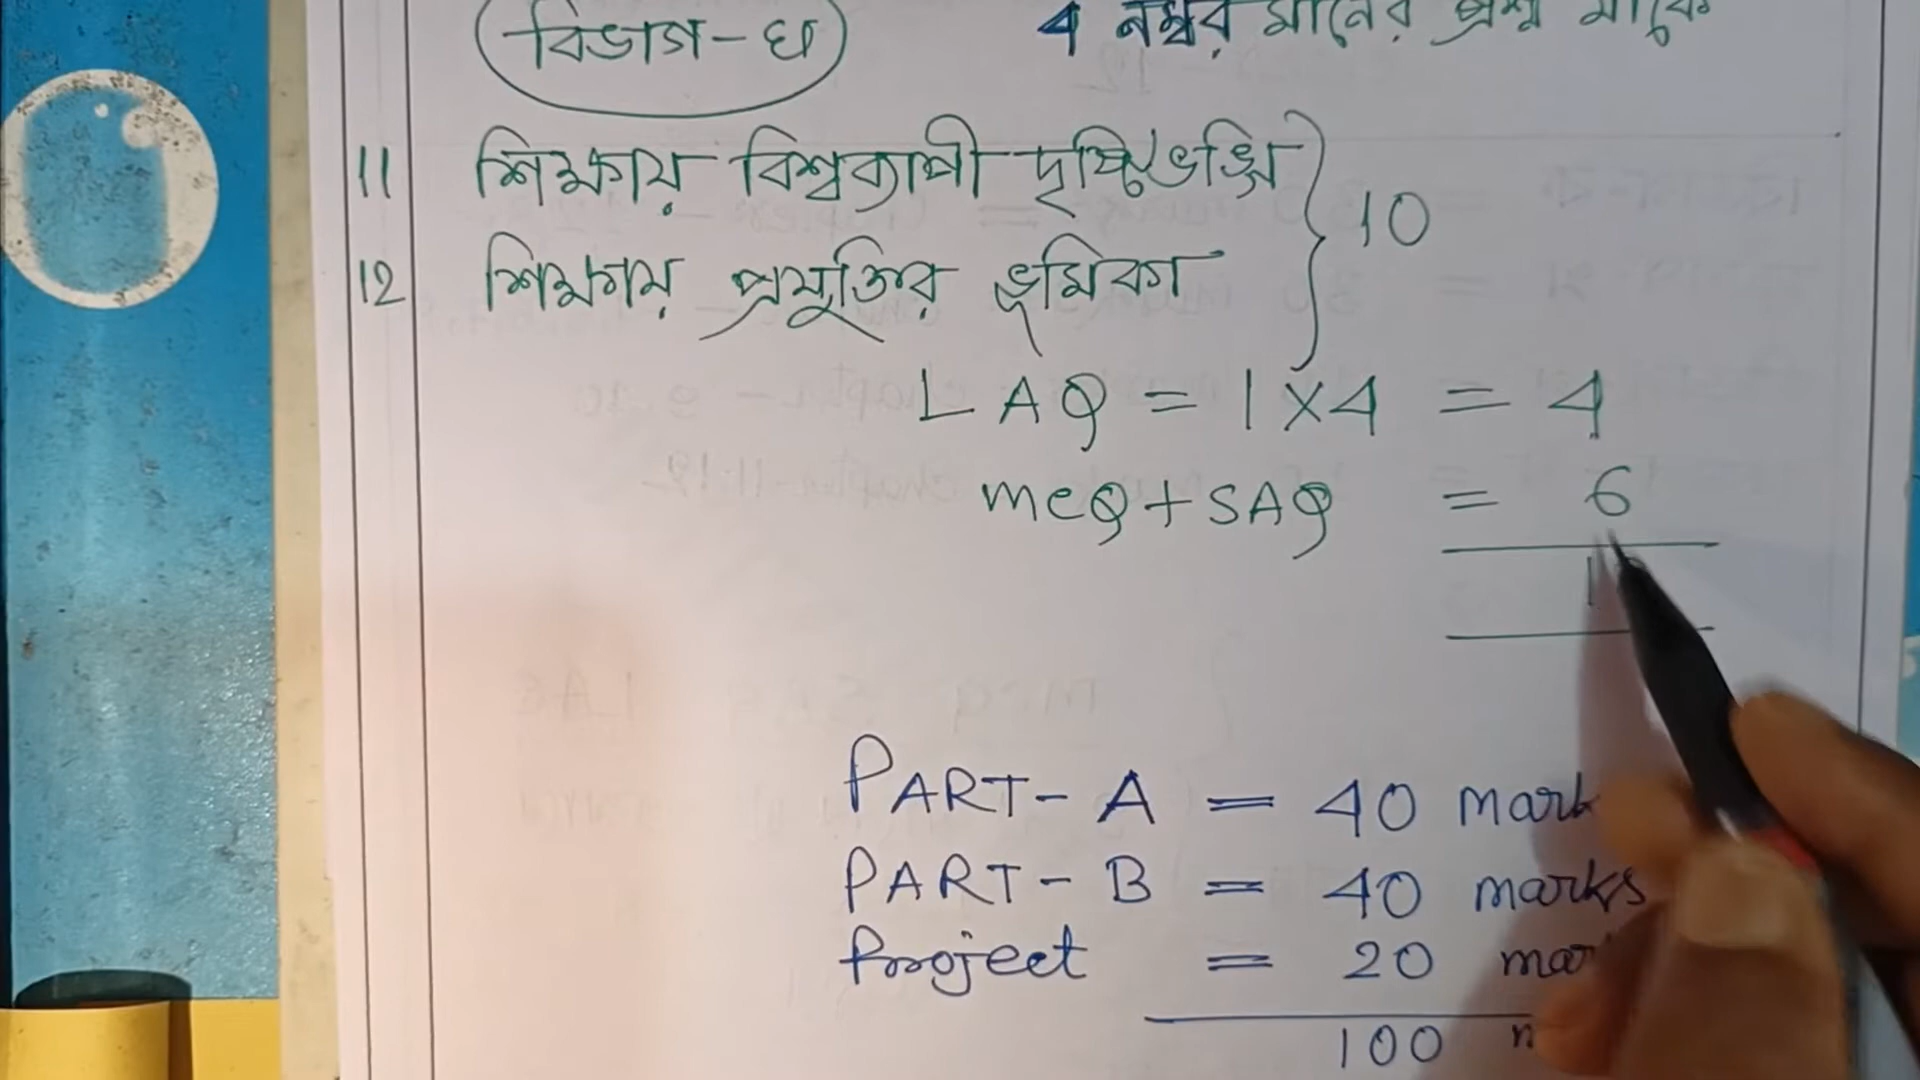 বিভাগ-ঘ 4 নম্বর মানের প্রশ্ন
11 শিক্ষায় বিশ্বব্যাপী দৃষ্টিভঙ্গি
12 শিক্ষায় প্রযুক্তির ভূমিকা
10
LAQ = 1×4 = 4
mcQ+SAQ = 6
PART-A = 40 mark
PART-B = 40 marks
Project = 20
100